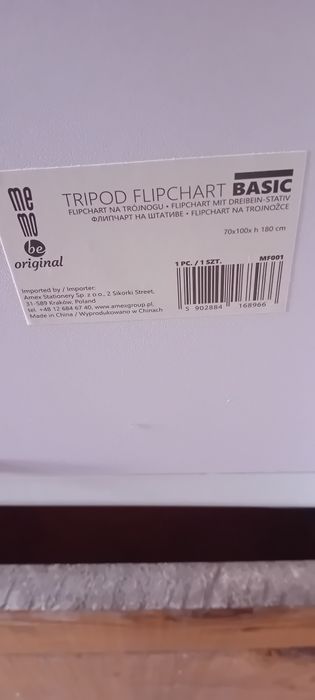 me
mo
be
original
TRIPOD FLIPCHART BASIC
FLIPCHART NA TRÓJNOGU • FLIPCHART MIT DREIBEIN-STATIV
ФЛИПЧАРТ НА ШТАТИВЕ • FLIPCHART NA TROJNOŽCE
70x100x h 180 cm
1 PC. / 1 SZT. MF001
Imported by / Importer:
Amex Stationery Sp. z o.o., 2 Sikorki Street,
31-589 Kraków, Poland
tel. +48 12 684 67 40, www.amexgroup.pl,
Made in China / Wyprodukowano w Chinach
5 902884 168966